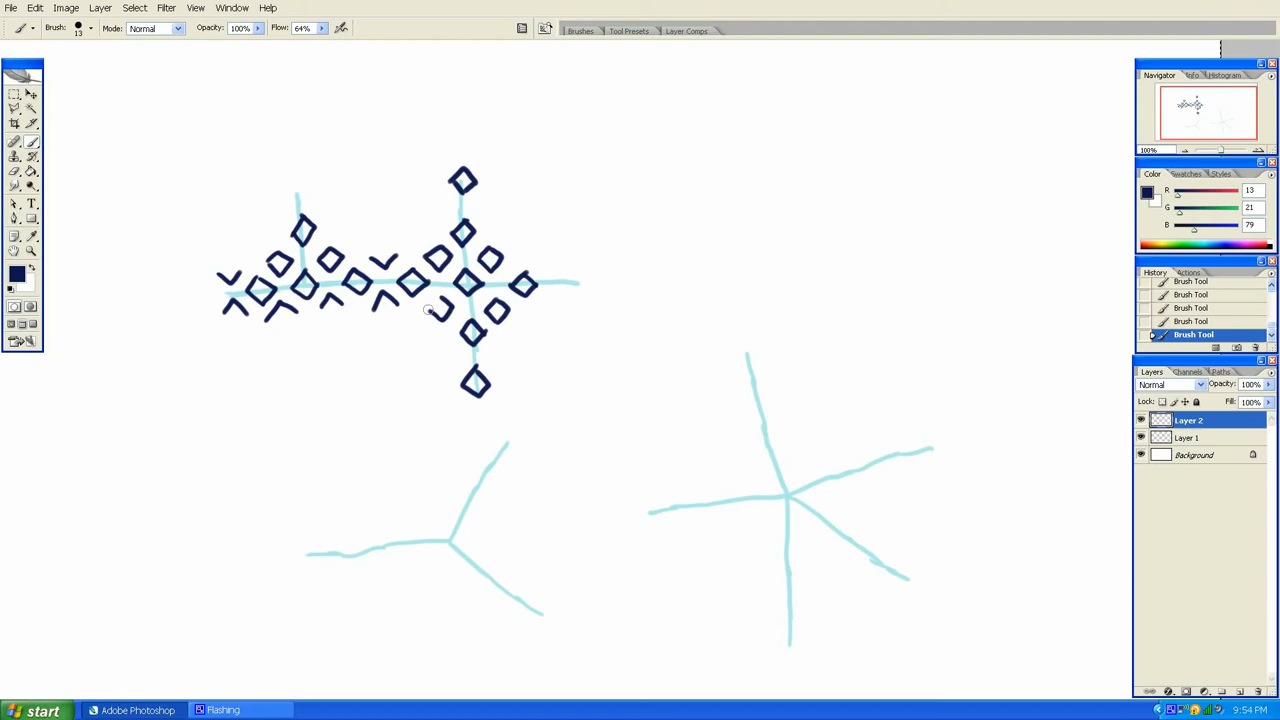 File Edit Image Layer Select Filter View Window Help
Brush: 13 Mode: Normal Opacity: 100% Flow: 64% Brushes Tool Presets Layer Comps
Navigator Info Histogram
100%
Color Swatches Styles
R 13
G 21
B 79
History Actions
Brush Tool
Brush Tool
Brush Tool
Brush Tool
Brush Tool
Layers Channels Paths
Normal Opacity: 100%
Lock: Fill: 100%
Layer 2
Layer 1
Background
start Adobe Photoshop Flashing 9:54 PM